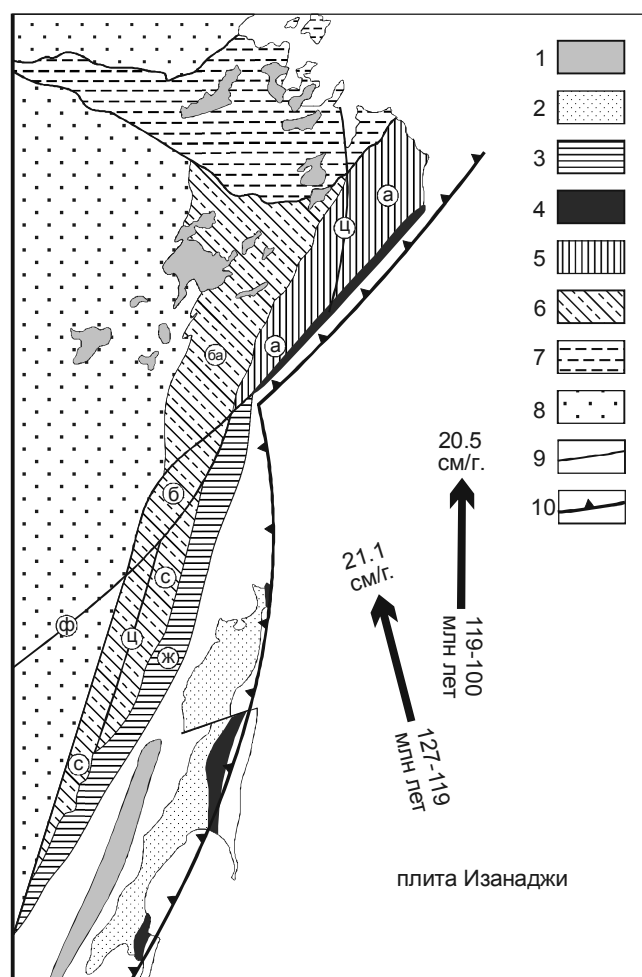 1
2
3
4
5
6
7
8
9
10
а
ц
а
ба
б
с
ф
ц
ж
с
20.5
см/г.
21.1
см/г.
119-100
млн лет
127-119
млн лет
плита Изанаджи